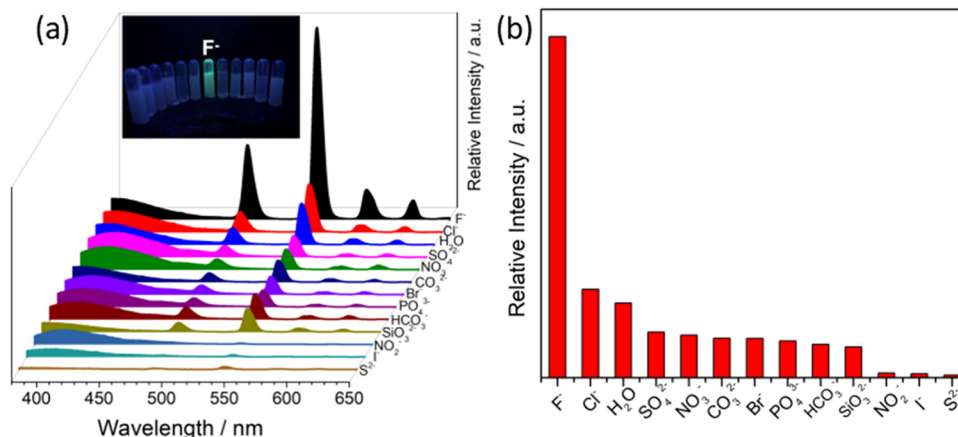 (a)
F⁻
Relative Intensity / a.u.
F⁻
Cl⁻
H₂O
SO₄²⁻
NO₃⁻
CO₃²⁻
Br⁻
PO₄³⁻
HCO₃⁻
SiO₃²⁻
NO₂⁻
I⁻
S²⁻
400 450 500 550 600 650
Wavelength / nm
(b)
Relative Intensity / a.u.
F⁻ Cl⁻ H₂O SO₄²⁻ NO₃⁻ CO₃²⁻ Br⁻ PO₄³⁻ HCO₃⁻ SiO₃²⁻ NO₂⁻ I⁻ S²⁻